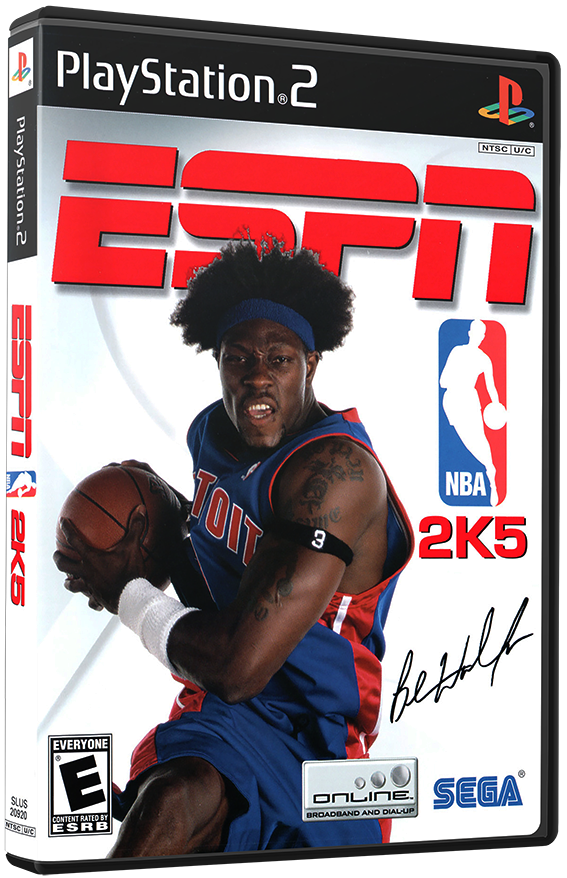 PlayStation®2
NTSC U/C
ESPN
NBA
2K5
TOIT
3
EVERYONE
E
CONTENT RATED BY
ESRB
ONLINE
BROADBAND AND DIAL-UP
SEGA®
PlayStation®2
ESPN
2K5
SLUS
20920
NTSC U/C